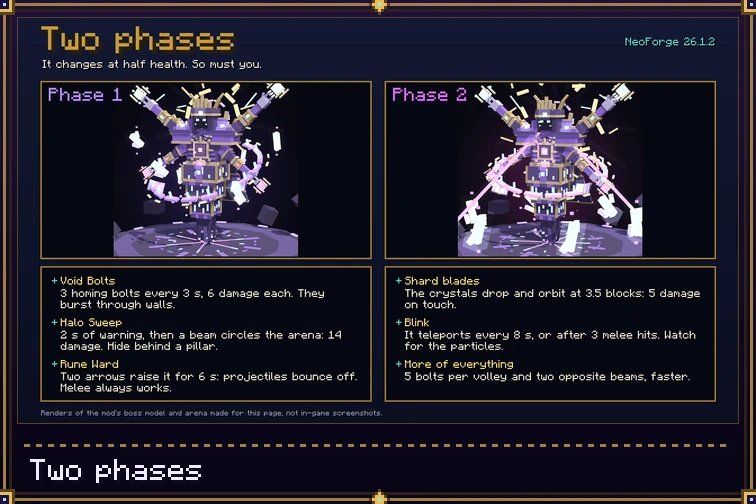 Two phases
NeoForge 26.1.2
It changes at half health. So must you.
Phase 1
Phase 2
+ Void Bolts
3 homing bolts every 3 s, 6 damage each. They
burst through walls.
+ Halo Sweep
2 s of warning, then a beam circles the arena: 14
damage. Hide behind a pillar.
+ Rune Ward
Two arrows raise it for 6 s: projectiles bounce off.
Melee always works.
+ Shard blades
The crystals drop and orbit at 3.5 blocks: 5 damage
on touch.
+ Blink
It teleports every 8 s, or after 3 melee hits. Watch
for the particles.
+ More of everything
5 bolts per volley and two opposite beams, faster.
Renders of the mod's boss model and arena made for this page, not in-game screenshots.
Two phases